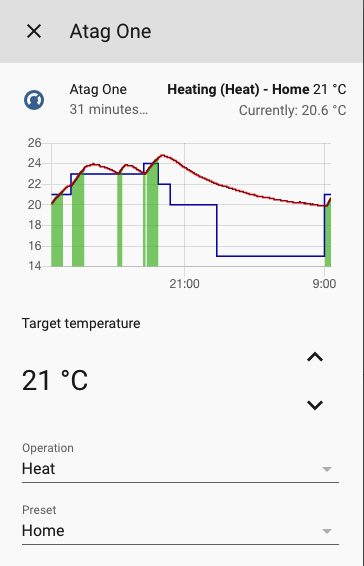 Atag One
Atag One
Heating (Heat) - Home 21 °C
31 minutes...
Currently: 20.6 °C
26
24
22
20
18
16
14
21:00
9:00
Target temperature
21 °C
Operation
Heat
Preset
Home